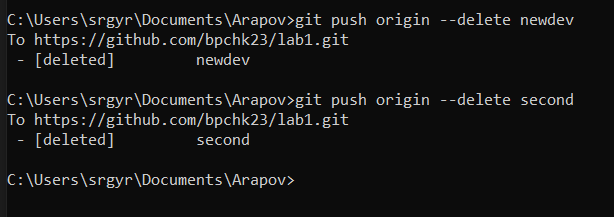 C:\Users\srgyr\Documents\Arapov>git push origin --delete newdev
To https://github.com/bpchk23/lab1.git
 - [deleted]         newdev
C:\Users\srgyr\Documents\Arapov>git push origin --delete second
To https://github.com/bpchk23/lab1.git
 - [deleted]         second
C:\Users\srgyr\Documents\Arapov>